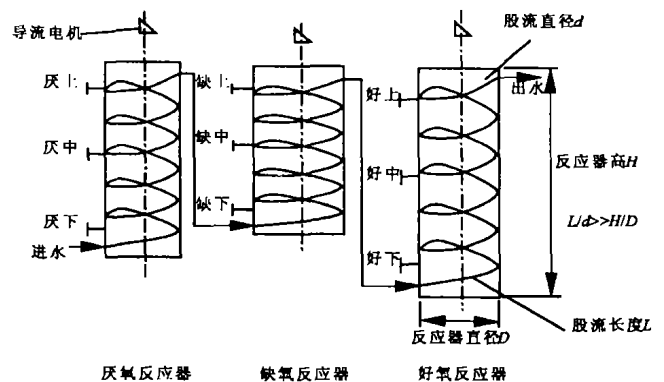 导流电机
股流直径d
厌上
缺上
好上
出水
厌中
缺中
好中
反应器高H
L/d>>H/D
厌下
缺下
好下
进水
股流长度L
反应器直径D
厌氧反应器
缺氧反应器
好氧反应器